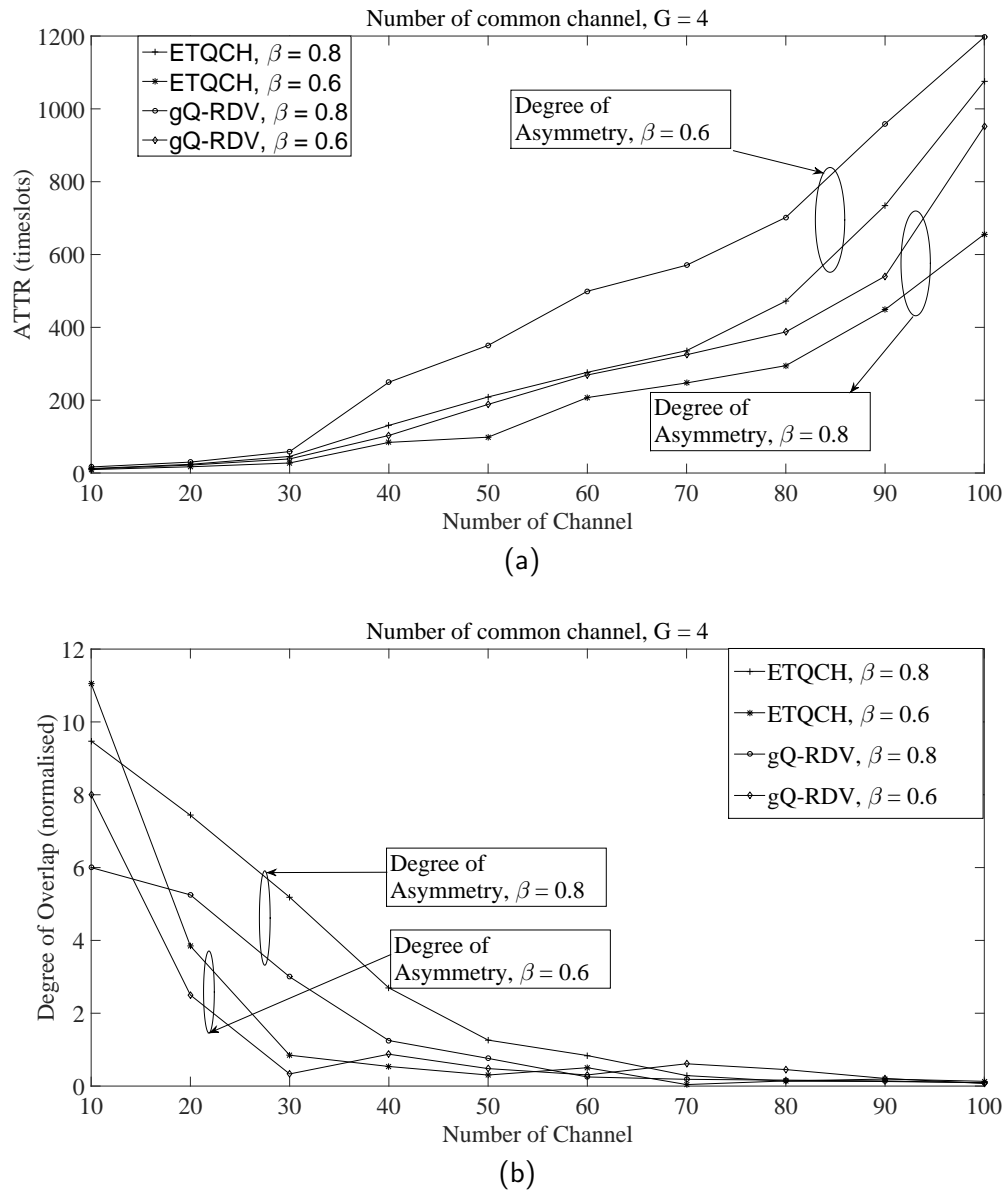 Number of common channel, G = 4
ETQCH, β = 0.8
ETQCH, β = 0.6
gQ-RDV, β = 0.8
gQ-RDV, β = 0.6
Degree of
Asymmetry, β = 0.6
Degree of
Asymmetry, β = 0.8
ATTR (timeslots)
1200
1000
800
600
400
200
0
10 20 30 40 50 60 70 80 90 100
Number of Channel
(a)
Number of common channel, G = 4
ETQCH, β = 0.8
ETQCH, β = 0.6
gQ-RDV, β = 0.8
gQ-RDV, β = 0.6
Degree of
Asymmetry, β = 0.8
Degree of
Asymmetry, β = 0.6
Degree of Overlap (normalised)
12
10
8
6
4
2
0
10 20 30 40 50 60 70 80 90 100
Number of Channel
(b)